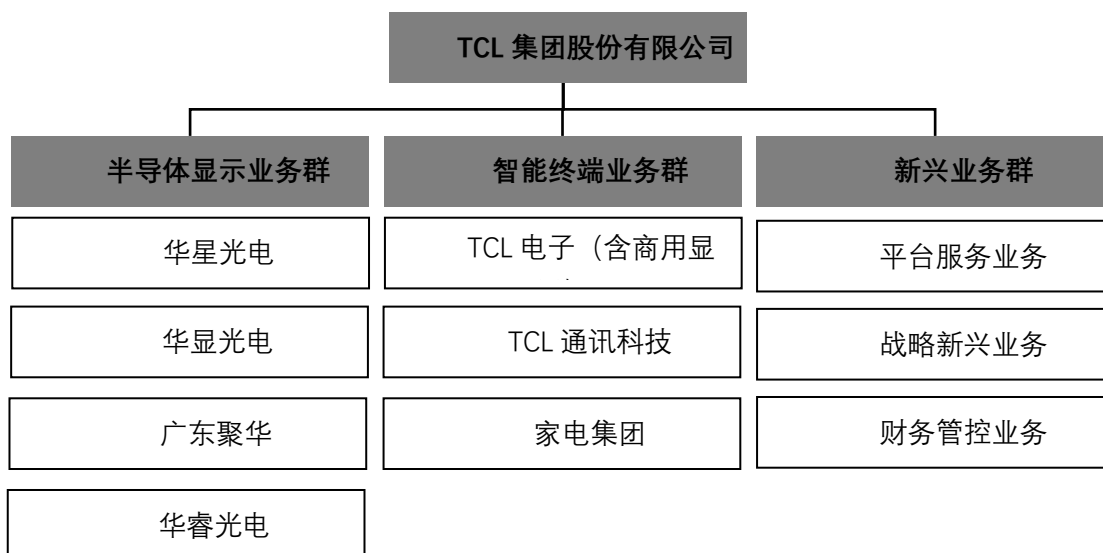 TCL 集团股份有限公司
半导体显示业务群
智能终端业务群
新兴业务群
华星光电
TCL 电子（含商用显
平台服务业务
华显光电
TCL 通讯科技
战略新兴业务
广东聚华
家电集团
财务管控业务
华睿光电